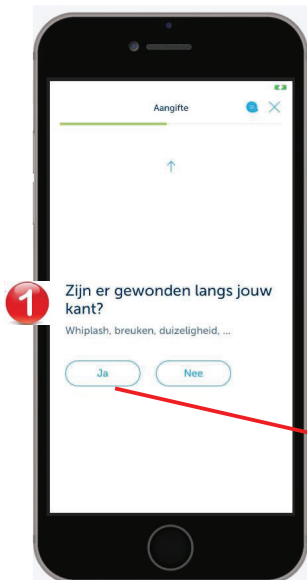 Aangifte
1
Zijn er gewonden langs jouw
kant?
Whiplash, breuken, duizeligheid, ...
Ja
Nee